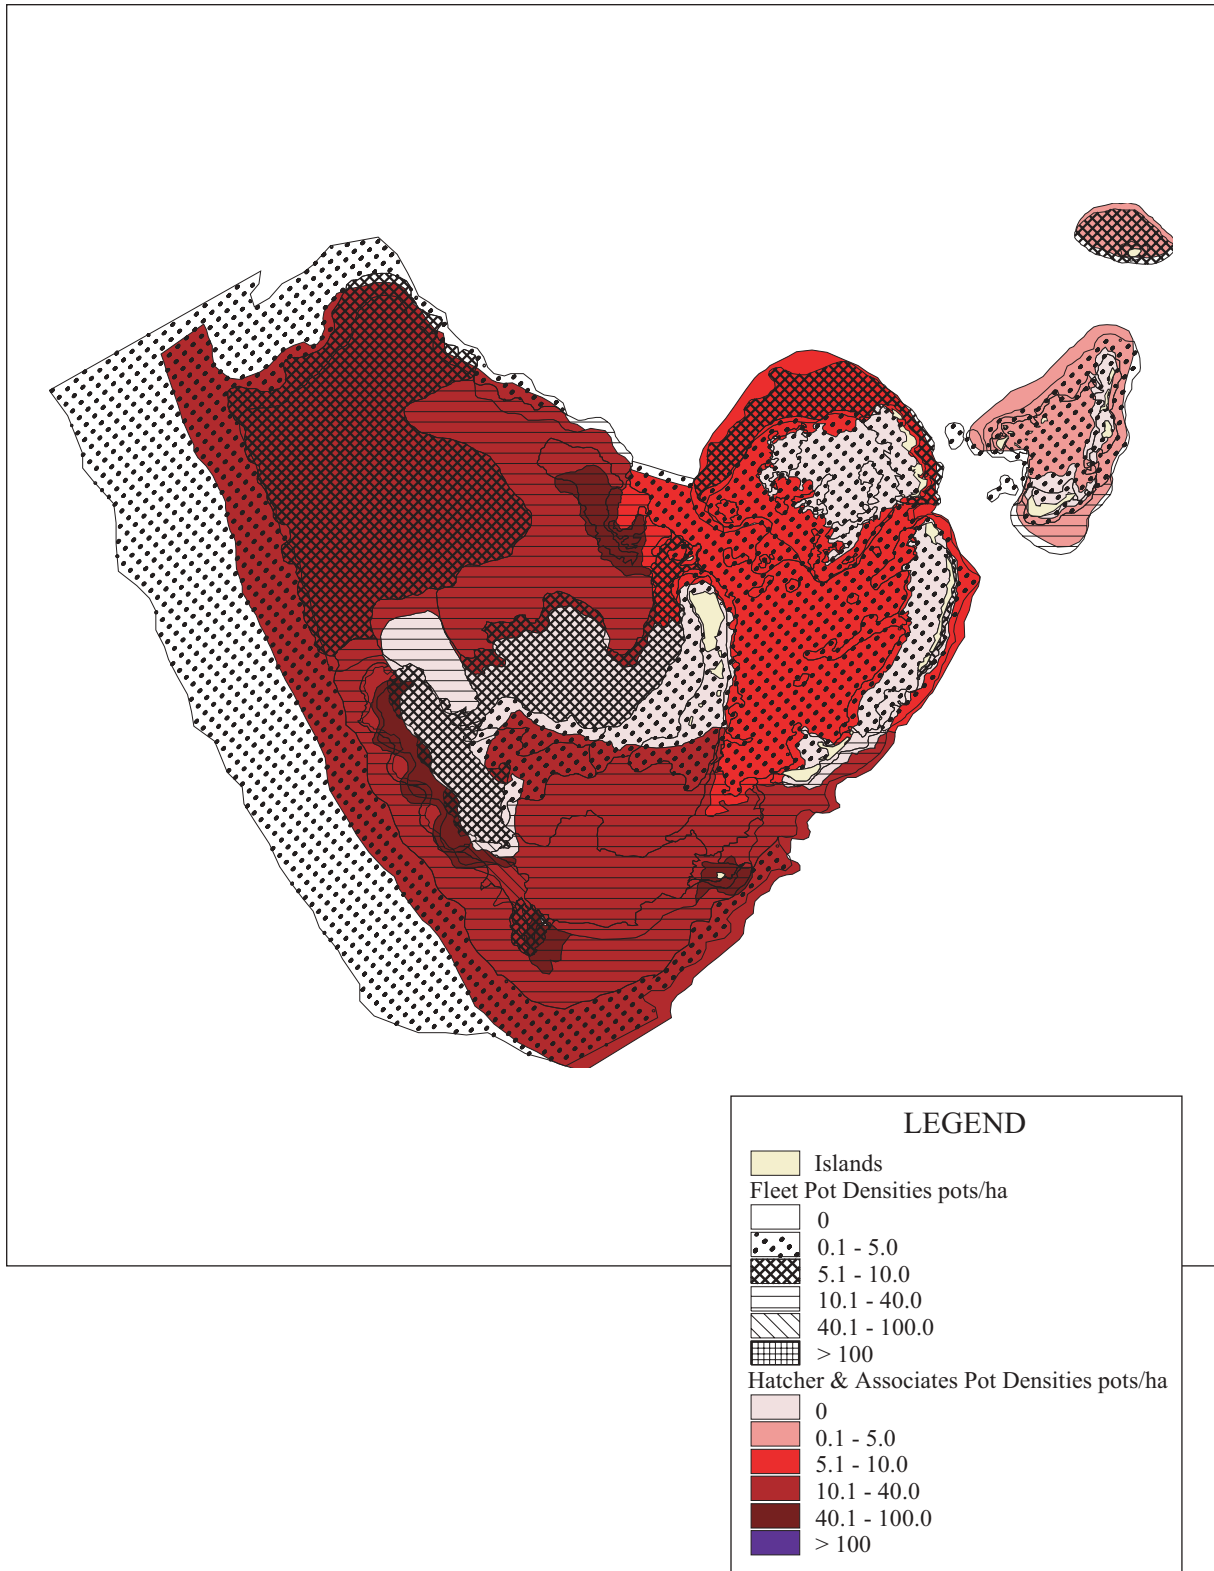 LEGEND
Islands
Fleet Pot Densities pots/ha
0
0.1 - 5.0
5.1 - 10.0
10.1 - 40.0
40.1 - 100.0
> 100
Hatcher & Associates Pot Densities pots/ha
0
0.1 - 5.0
5.1 - 10.0
10.1 - 40.0
40.1 - 100.0
> 100